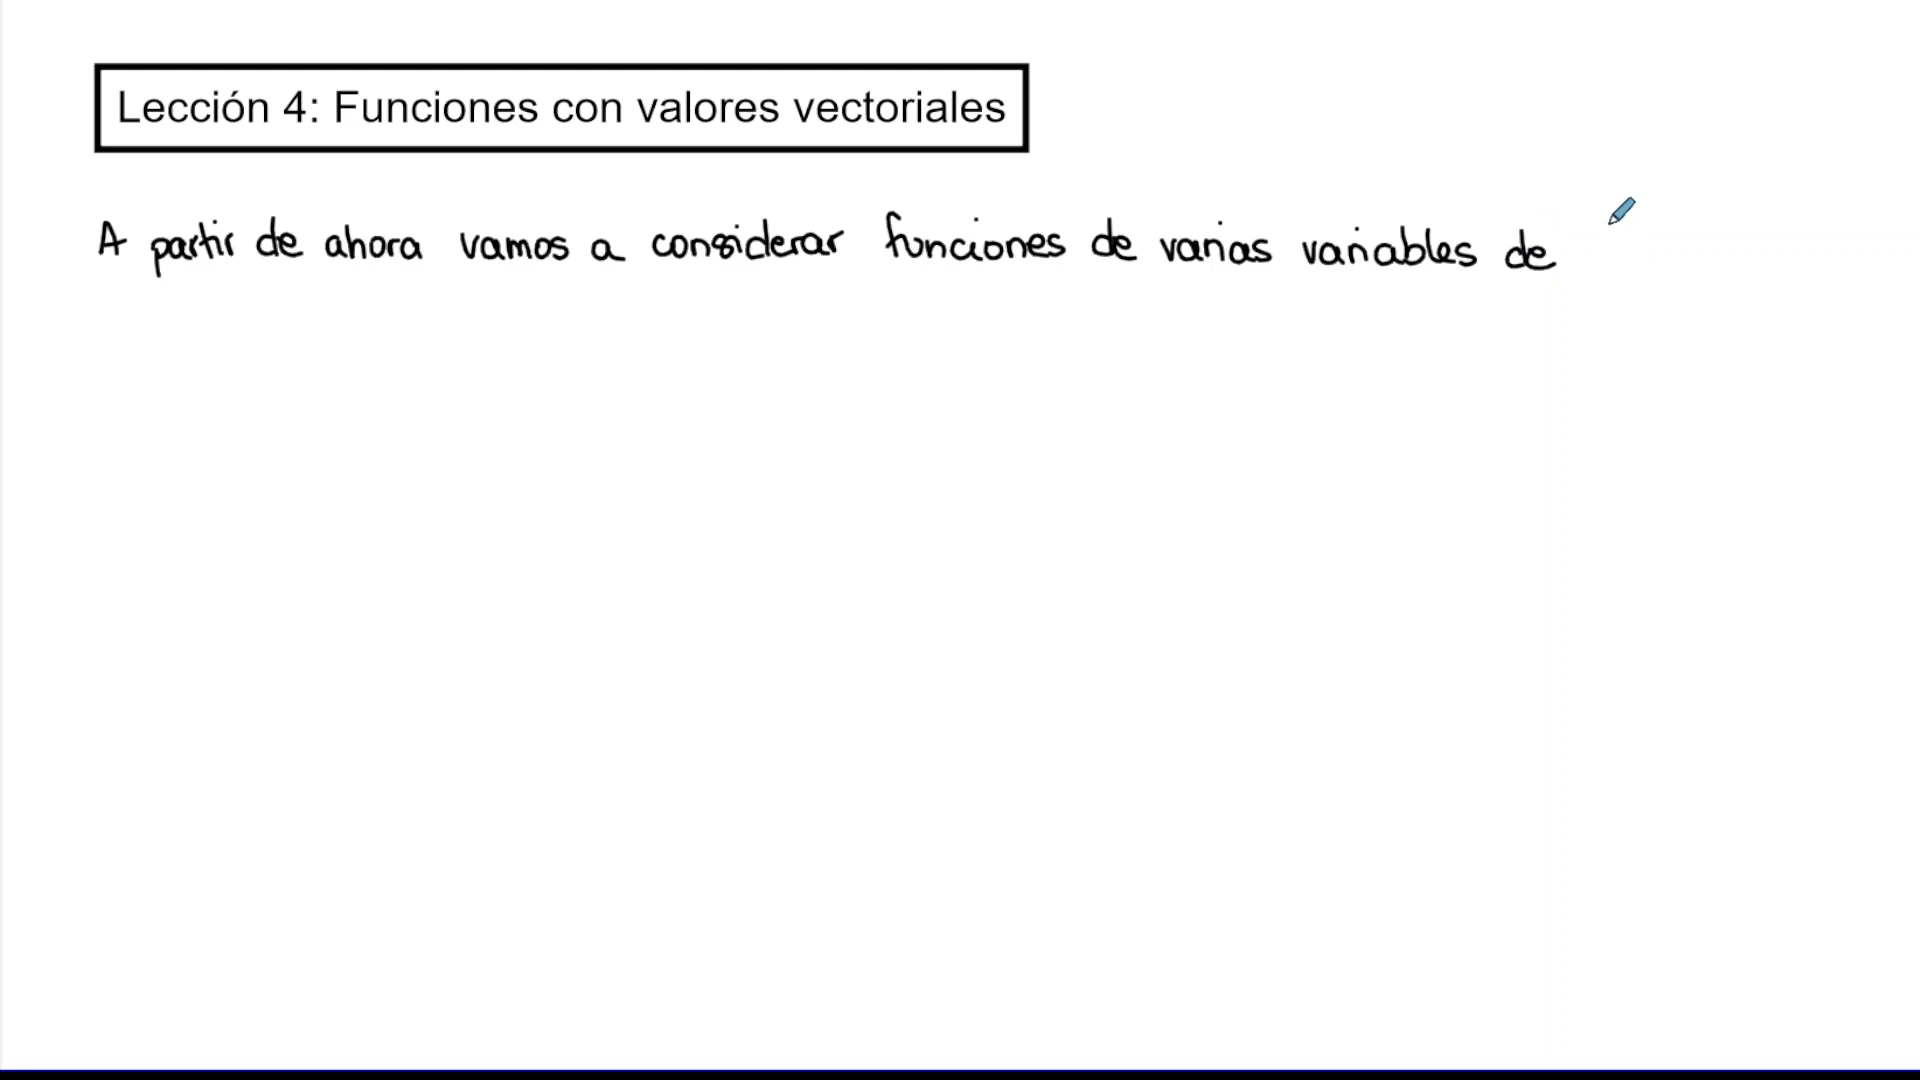 Lección 4: Funciones con valores vectoriales
A partir de ahora vamos a considerar funciones de varias variables de